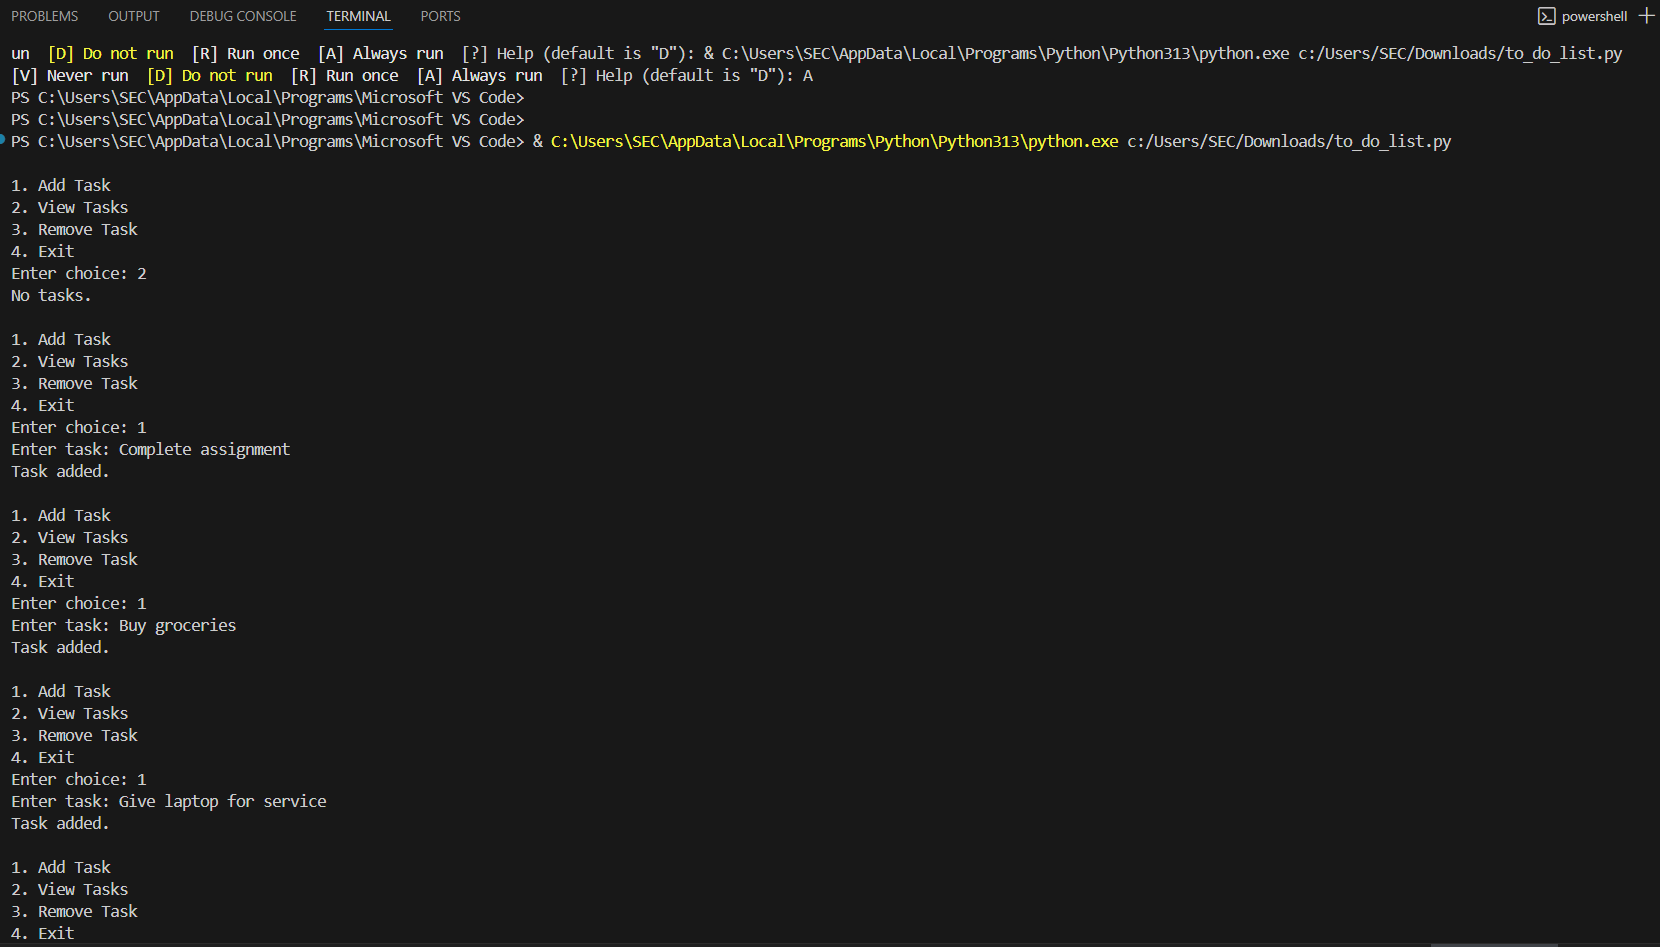 PROBLEMS OUTPUT DEBUG CONSOLE TERMINAL PORTS powershell
un [D] Do not run [R] Run once [A] Always run [?] Help (default is "D"): & C:\Users\SEC\AppData\Local\Programs\Python\Python313\python.exe c:/Users/SEC/Downloads/to_do_list.py
[V] Never run [D] Do not run [R] Run once [A] Always run [?] Help (default is "D"): A
PS C:\Users\SEC\AppData\Local\Programs\Microsoft VS Code>
PS C:\Users\SEC\AppData\Local\Programs\Microsoft VS Code>
PS C:\Users\SEC\AppData\Local\Programs\Microsoft VS Code> & C:\Users\SEC\AppData\Local\Programs\Python\Python313\python.exe c:/Users/SEC/Downloads/to_do_list.py
1. Add Task
2. View Tasks
3. Remove Task
4. Exit
Enter choice: 2
No tasks.
1. Add Task
2. View Tasks
3. Remove Task
4. Exit
Enter choice: 1
Enter task: Complete assignment
Task added.
1. Add Task
2. View Tasks
3. Remove Task
4. Exit
Enter choice: 1
Enter task: Buy groceries
Task added.
1. Add Task
2. View Tasks
3. Remove Task
4. Exit
Enter choice: 1
Enter task: Give laptop for service
Task added.
1. Add Task
2. View Tasks
3. Remove Task
4. Exit